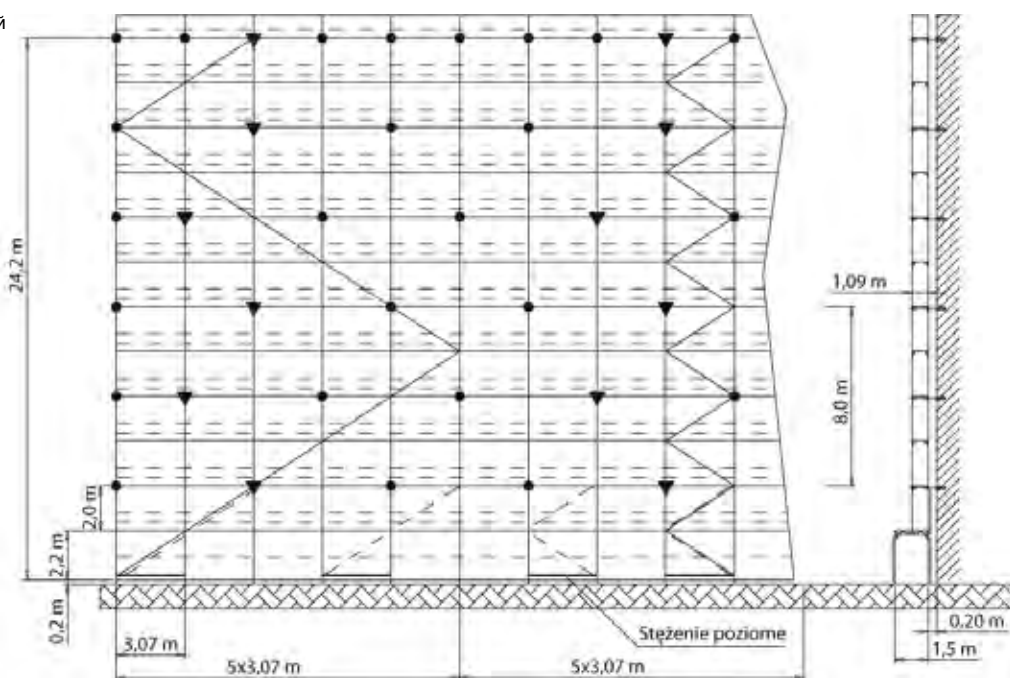 й
24,2 m
1,09 m
8,0 m
2,0 m
2,2 m
0,2 m
Stężenie poziome
0,20 m
3,07 m
1,5 m
5x3,07 m
5x3,07 m